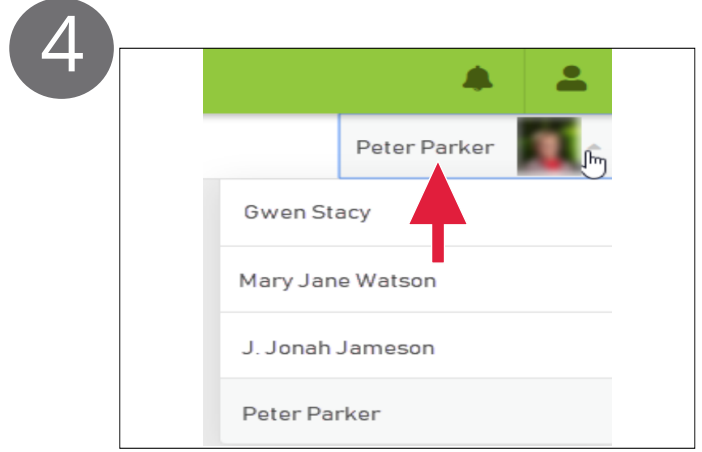 4
Peter Parker
Gwen Stacy
Mary Jane Watson
J. Jonah Jameson
Peter Parker